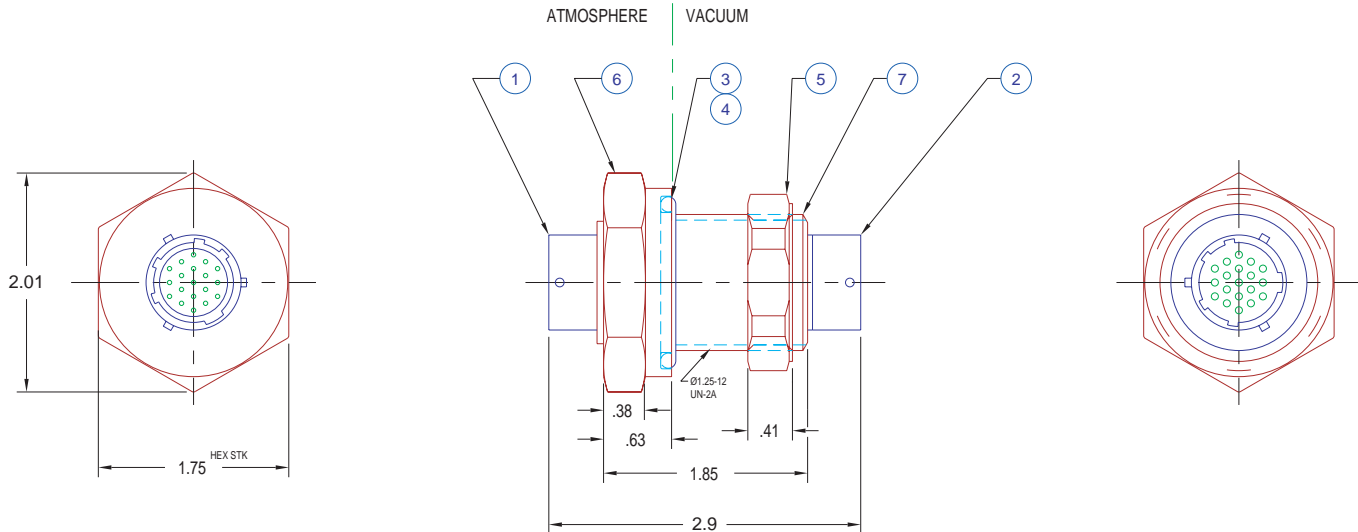 ATMOSPHERE VACUUM
1 6 3 5 7 2
4
2.01
Ø1.25-12
UN-2A
.38
.63
.41
HEX STK
1.75
1.85
2.9